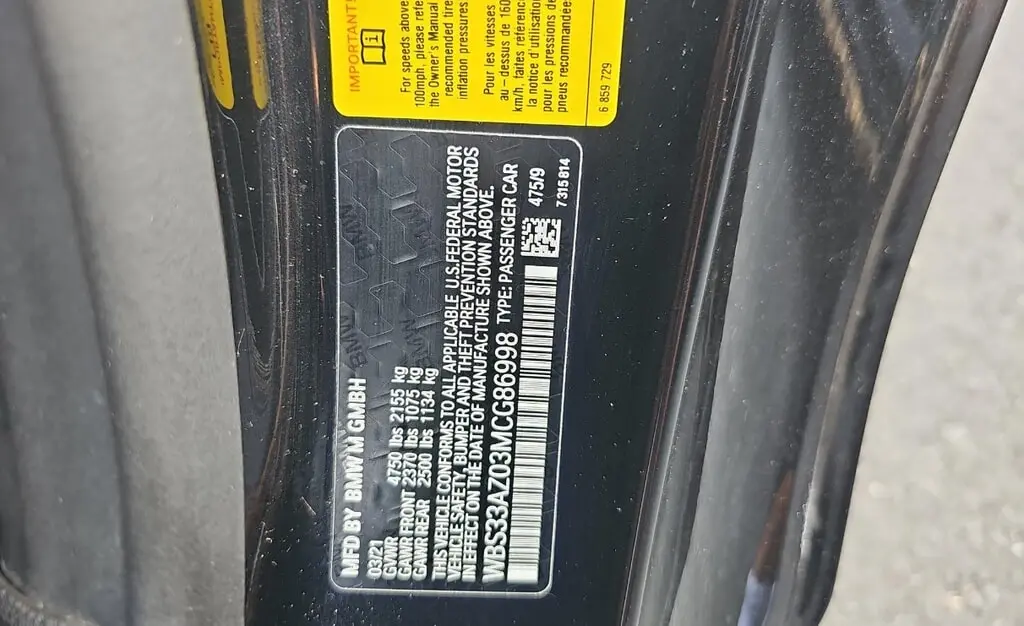 IMPORTANT!
For speeds above
100mph, please refe
the Owner's Manual
recommended tire
inflation pressures
Pour les vitesses
au-dessus de 160
km/h, faites référenc
la notice d'utilisation
pour les pressions de
pneus recommandées
6 859 729
MFD BY BMW M GMBH
03/21
GVWR 4750 lbs 2155 kg
GAWR FRONT 2370 lbs 1075 kg
GAWR REAR 2500 lbs 1134 kg
THIS VEHICLE CONFORMS TO ALL APPLICABLE U.S. FEDERAL MOTOR
VEHICLE SAFETY, BUMPER AND THEFT PREVENTION STANDARDS
IN EFFECT ON THE DATE OF MANUFACTURE SHOWN ABOVE.
WBS33AZ03MCG86998 TYPE: PASSENGER CAR
475/9
7 315 814